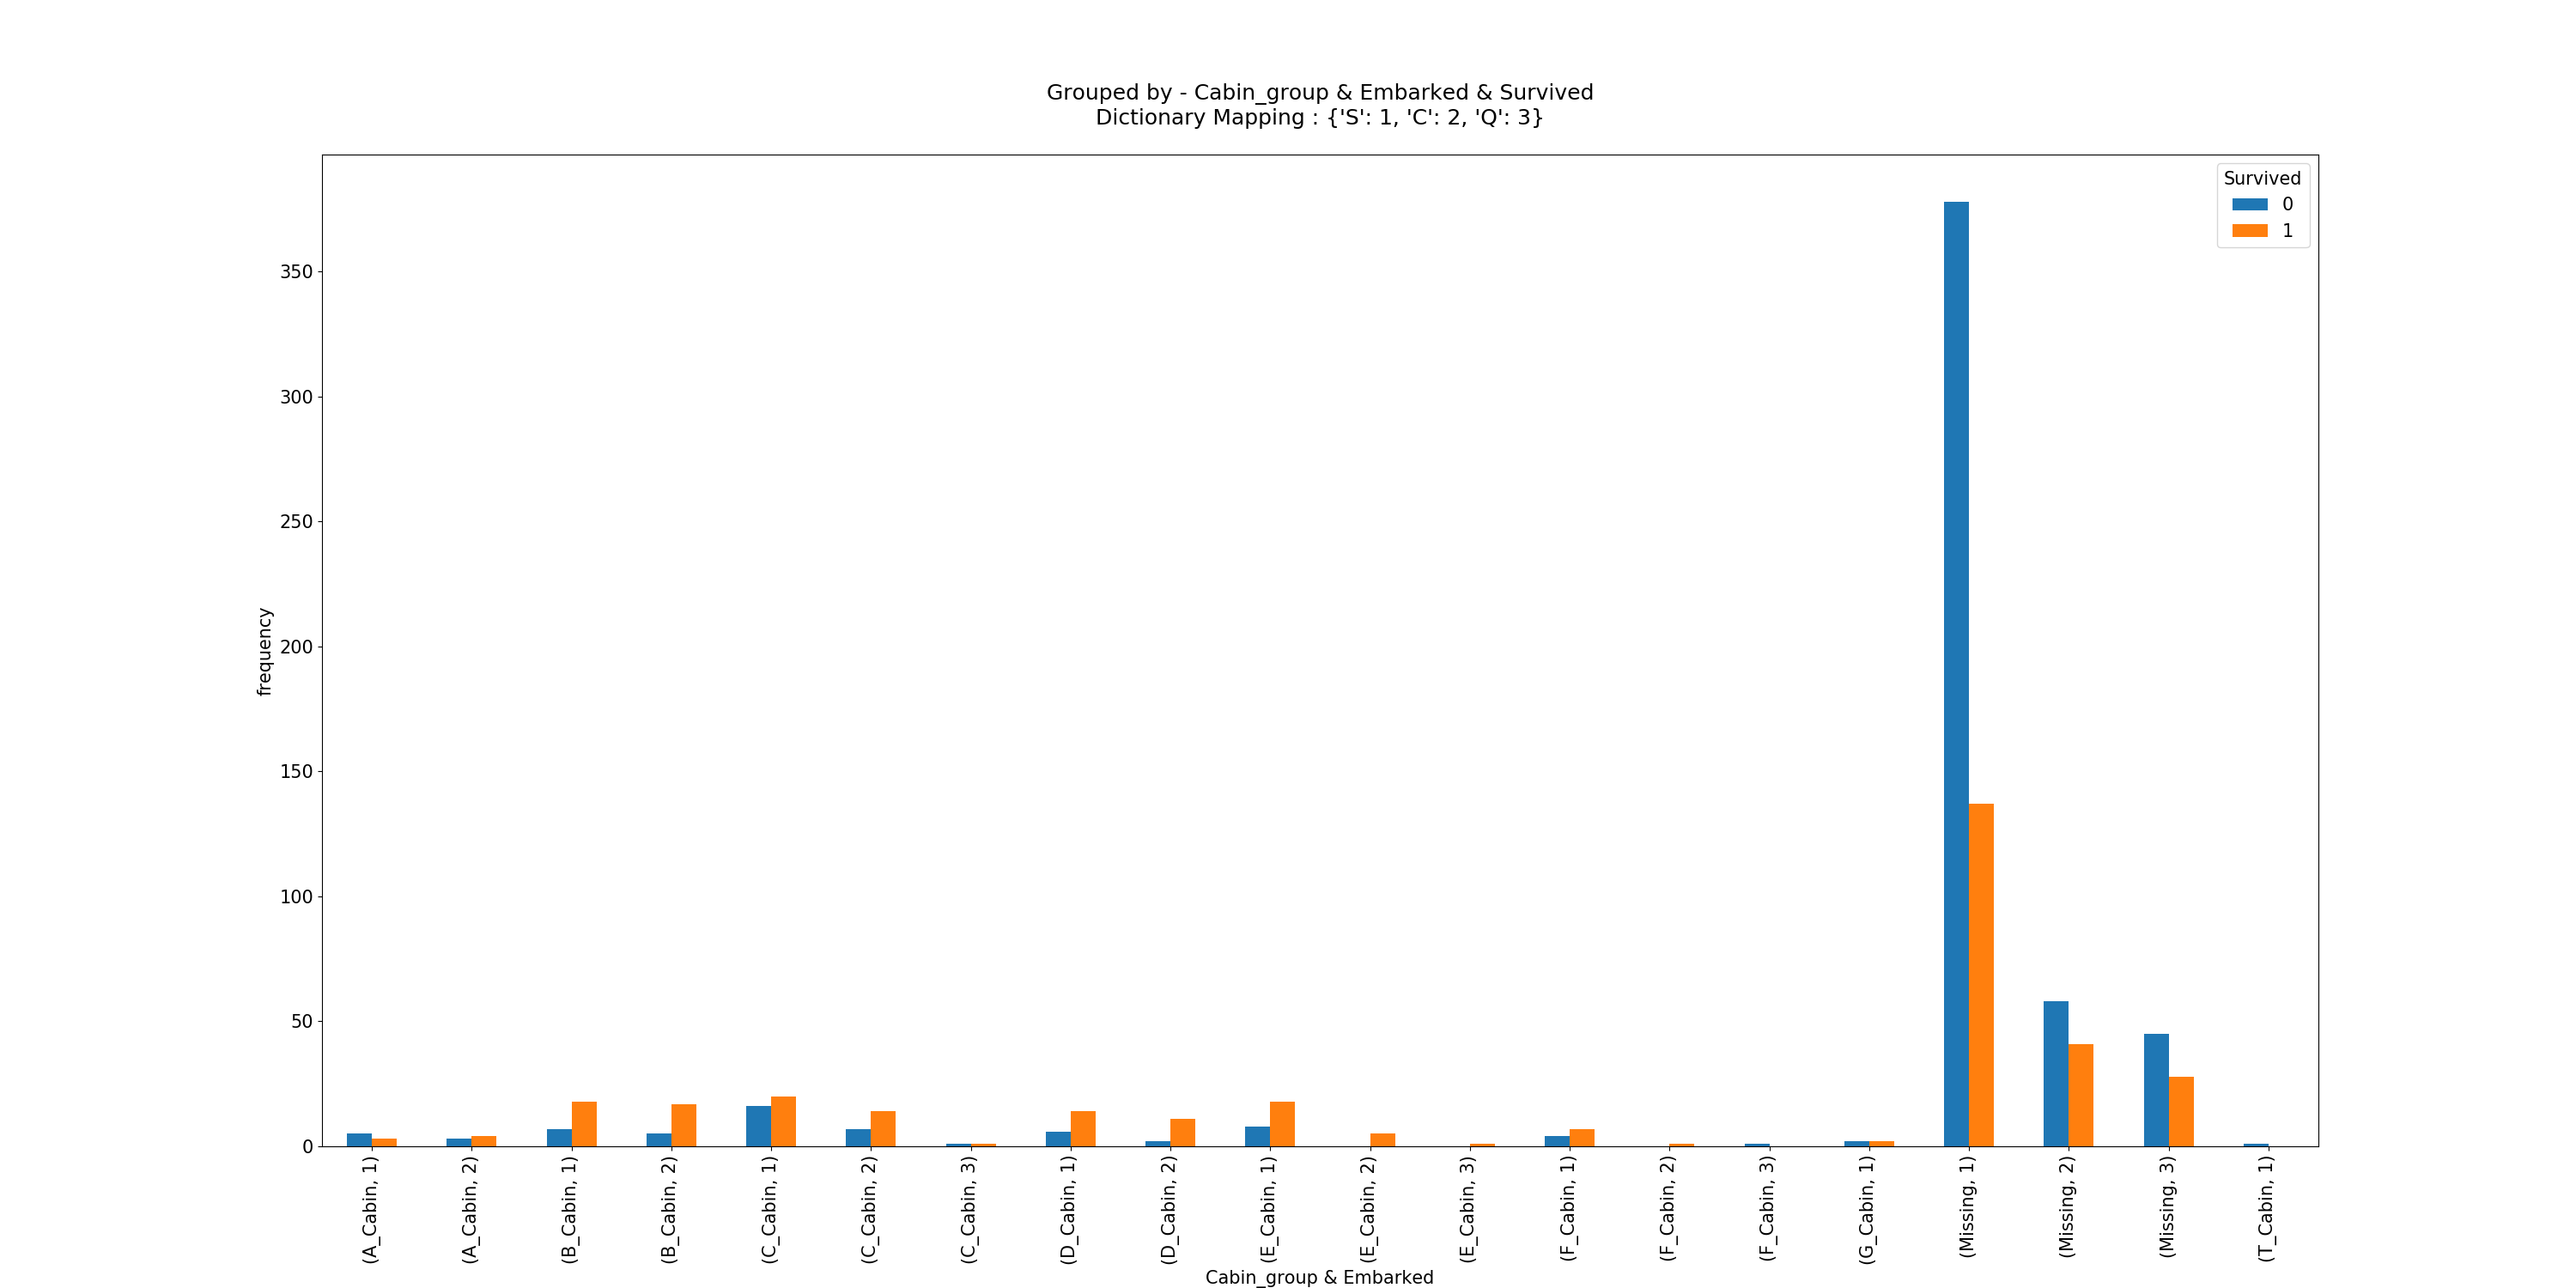 Grouped by - Cabin_group & Embarked & Survived
Dictionary Mapping : {'S': 1, 'C': 2, 'Q': 3}
Survived
0
1
350
300
250
200
150
100
50
0
frequency
(A_Cabin, 1)
(A_Cabin, 2)
(B_Cabin, 1)
(B_Cabin, 2)
(C_Cabin, 1)
(C_Cabin, 2)
(C_Cabin, 3)
(D_Cabin, 1)
(D_Cabin, 2)
(E_Cabin, 1)
(E_Cabin, 2)
(E_Cabin, 3)
(F_Cabin, 1)
(F_Cabin, 2)
(F_Cabin, 3)
(G_Cabin, 1)
(Missing, 1)
(Missing, 2)
(Missing, 3)
(T_Cabin, 1)
Cabin_group & Embarked